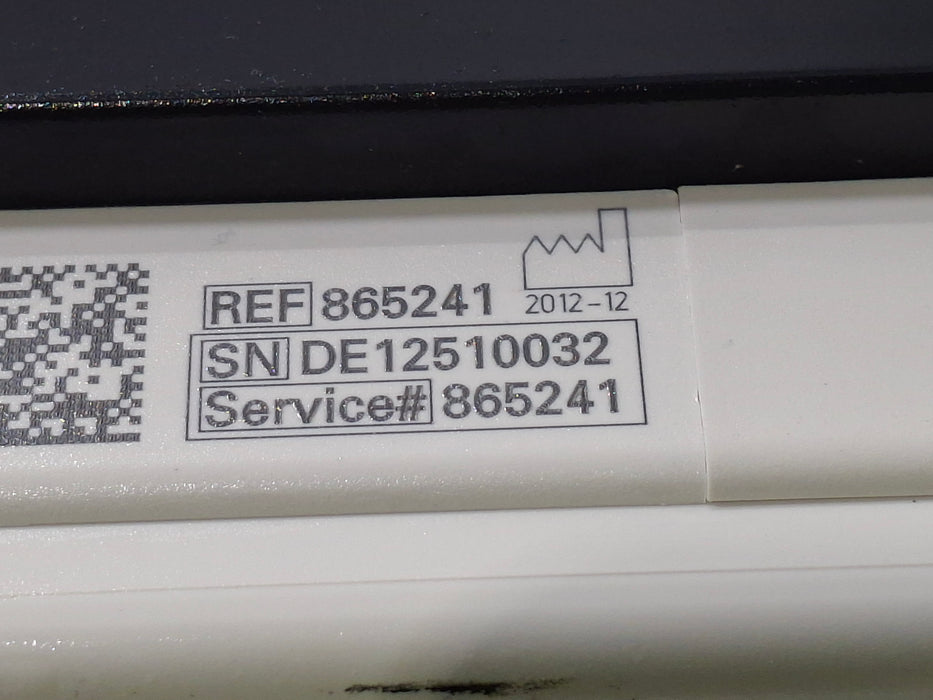 REF 865241
2012-12
SN DE12510032
Service# 865241